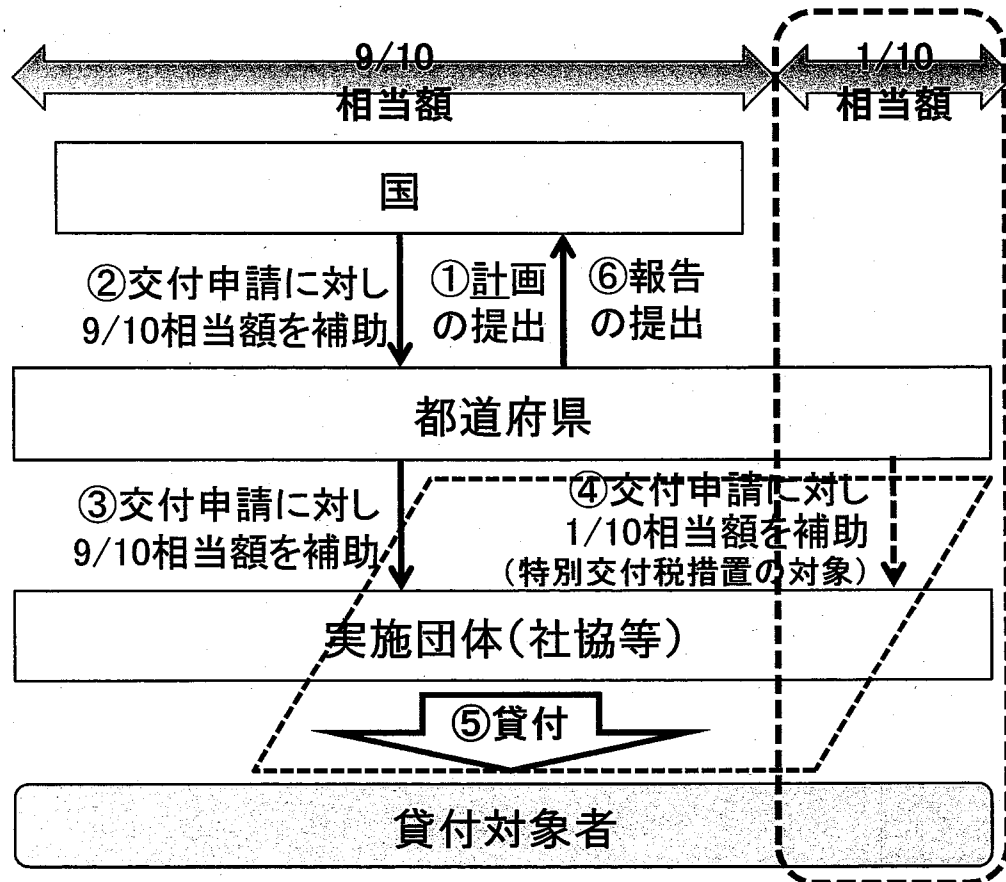 9/10
相当額
1/10
相当額
国
②交付申請に対し
9/10相当額を補助
①計画
の提出
⑥報告
の提出
都道府県
③交付申請に対し
9/10相当額を補助
④交付申請に対し
1/10相当額を補助
(特別交付税措置の対象)
実施団体(社協等)
⑤貸付
貸付対象者